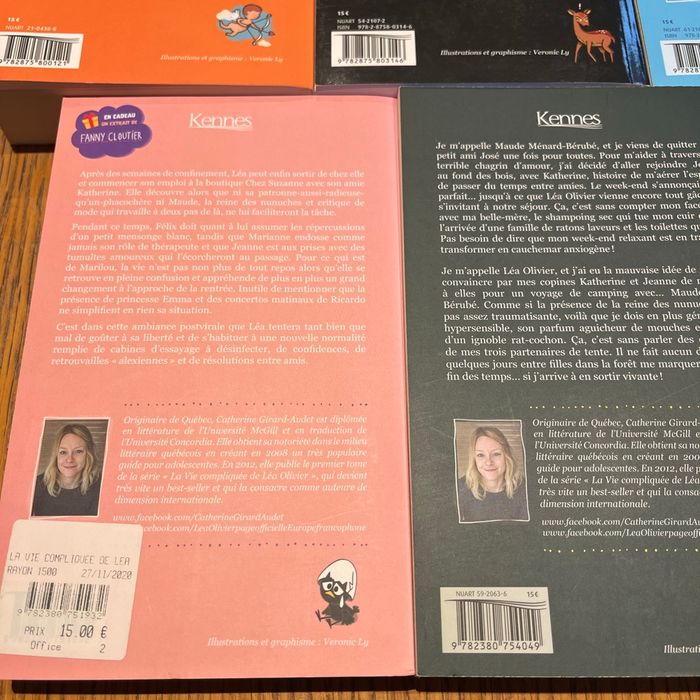 15 €
NUART 21-0436-6
9 782875 800121
Illustrations et graphisme : Veronic Ly
15 €
NUART 54-2107-2
ISBN 978-2-8758-0314-6
9 782875 803146
Illustrations et graphisme : Veronic Ly
ISBN
EN CADEAU
UN EXTRAIT DE
FANNY CLOUTIER
Kennes
Après des semaines de confinement, Léa peut enfin sortir de chez elle
et commencer son emploi à la boutique Chez Suzanne avec son amie
Katherine. Elle découvre alors que ni sa patronne-aussi-radieuse-
qu'un-phacochère ni Maude, la reine des nunuches et critique de
mode qui travaille à deux pas de là, ne lui faciliteront la tâche.
Pendant ce temps, Félix doit quant à lui assumer les répercussions
d'un petit mensonge blanc, tandis que Marianne endosse comme
jamais son rôle de thérapeute et que Jeanne est aux prises avec des
tumultes amoureux qui l'écorcheront au passage. Pour ce qui est
de Marilou, la vie n'est pas non plus de tout repos alors qu'elle se
retrouve en pleine confusion et appréhende de plus en plus un grand
changement à l'approche de la rentrée. Inutile de mentionner que la
présence de princesse Emma et des concertos matinaux de Ricardo
ne simplifient en rien sa situation.
C'est dans cette ambiance postvirale que Léa tentera tant bien que
mal de goûter à sa liberté et de s'habituer à une nouvelle normalité
remplie de cabines d'essayage à désinfecter, de confidences, de
retrouvailles « alexiennes » et de résolutions entre amis.
Originaire de Québec, Catherine Girard-Audet est diplômée
en littérature de l'Université McGill et en traduction de
l'Université Concordia. Elle obtient sa notoriété dans le milieu
littéraire québécois en créant en 2008 un très populaire
guide pour adolescentes. En 2012, elle publie le premier tome
de la série « La Vie compliquée de Léa Olivier », qui devient
très vite un best-seller et qui la consacre comme auteure de
dimension internationale.
www.facebook.com/CatherineGirardAudet
.facebook.com/LeaOlivierpageofficielleEuropefrancophone
LA VIE COMPLIQUEE DE LEA
RAYON 1500 27/11/2020
9 782380 751932
PRIX 15.00 €
Office 2
Illustrations et graphisme : Veronic Ly
Kennes
Je m'appelle Maude Ménard-Bérubé, et je viens de quitter
petit ami José une fois pour toutes. Pour m'aider à travers
terrible chagrin d'amour, j'ai décidé d'aller rejoindre
au fond des bois, avec Katherine, histoire de m'aérer l'esp
de passer du temps entre amies. Le week-end s'annonça
parfait... jusqu'à ce que Léa Olivier vienne encore tout gâ
s'invitant à notre séjour. Ça, c'est sans compter mon face
avec ma belle-mère, le shampoing sec qui tue mon cuir
l'arrivée d'une famille de ratons laveurs et les toilettes qu
Pas besoin de dire que mon week-end relaxant est en tra
transformer en cauchemar anxiogène !
Je m'appelle Léa Olivier, et j'ai eu la mauvaise idée de
convaincre par mes copines Katherine et Jeanne de m
à elles pour un voyage de camping avec... Maude
Bérubé. Comme si la présence de la reine des nunu
pas assez traumatisante, voilà que je dois en plus gér
hypersensible, son parfum aguicheur de mouches e
d'un ignoble rat-cochon. Ça, c'est sans parler des
de mes trois partenaires de tente. Il ne fait aucun d
quelques jours entre filles dans la forêt me marquer
fin des temps... si j'arrive à en sortir vivante !
Originaire de Québec, Catherine Girard-A
en littérature de l'Université McGill et en
l'Université Concordia. Elle obtient sa notoriét
littéraire québécois en créant en 200
guide pour adolescentes. En 2012, elle publie
de la série « La Vie compliquée de Léa
très vite un best-seller et qui la consacre
dimension internationale.
www.facebook.com/CatherineGirardAu
www.facebook.com/LeaOlivierpageoffici
NUART 59-2063-6 15 €
9 782380 754049
Illustrati